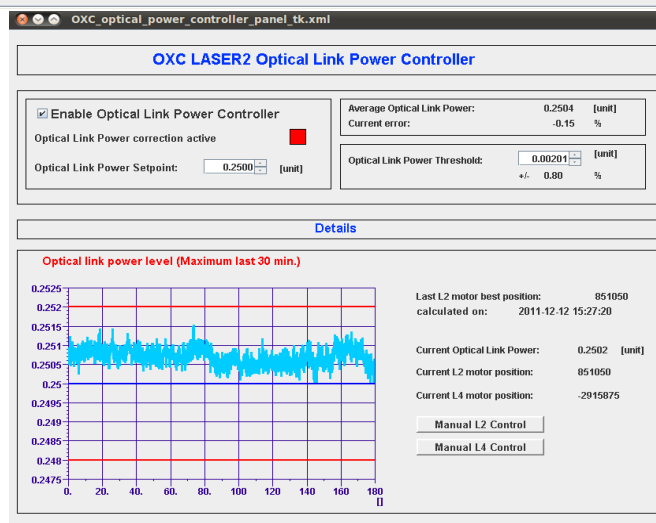 OXC_optical_power_controller_panel_tk.xml
OXC LASER2 Optical Link Power Controller
Enable Optical Link Power Controller
Optical Link Power correction active
Optical Link Power Setpoint: 0.2500 [unit]
Average Optical Link Power: 0.2504 [unit]
Current error: -0.15 %
Optical Link Power Threshold: 0.00201 [unit]
+/- 0.80 %
Details
Optical link power level (Maximum last 30 min.)
0.2525
0.252
0.2515
0.251
0.2505
0.25
0.2495
0.249
0.2485
0.248
0.2475
0. 20. 40. 60. 80. 100 120 140 160 180
[]
Last L2 motor best position: 851050
calculated on: 2011-12-12 15:27:20
Current Optical Link Power: 0.2502 [unit]
Current L2 motor position: 851050
Current L4 motor position: -2915875
Manual L2 Control
Manual L4 Control